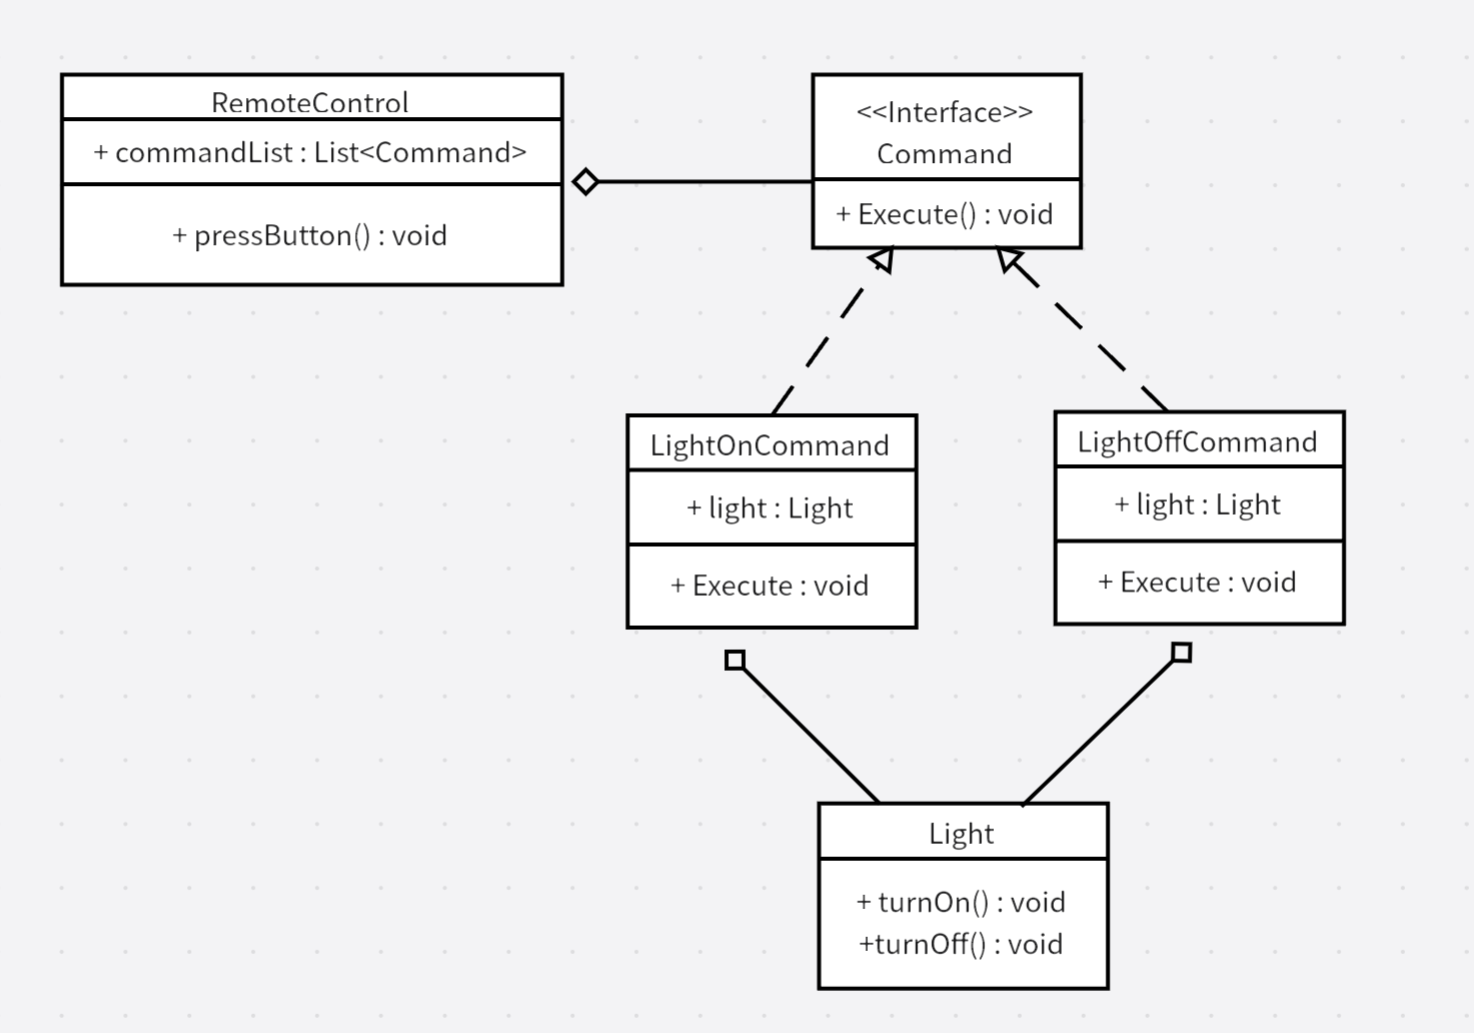 RemoteControl
+ commandList : List<Command>
+ pressButton() : void
<<Interface>>
Command
+ Execute() : void
LightOnCommand
+ light : Light
+ Execute : void
LightOffCommand
+ light : Light
+ Execute : void
Light
+ turnOn() : void
+turnOff() : void